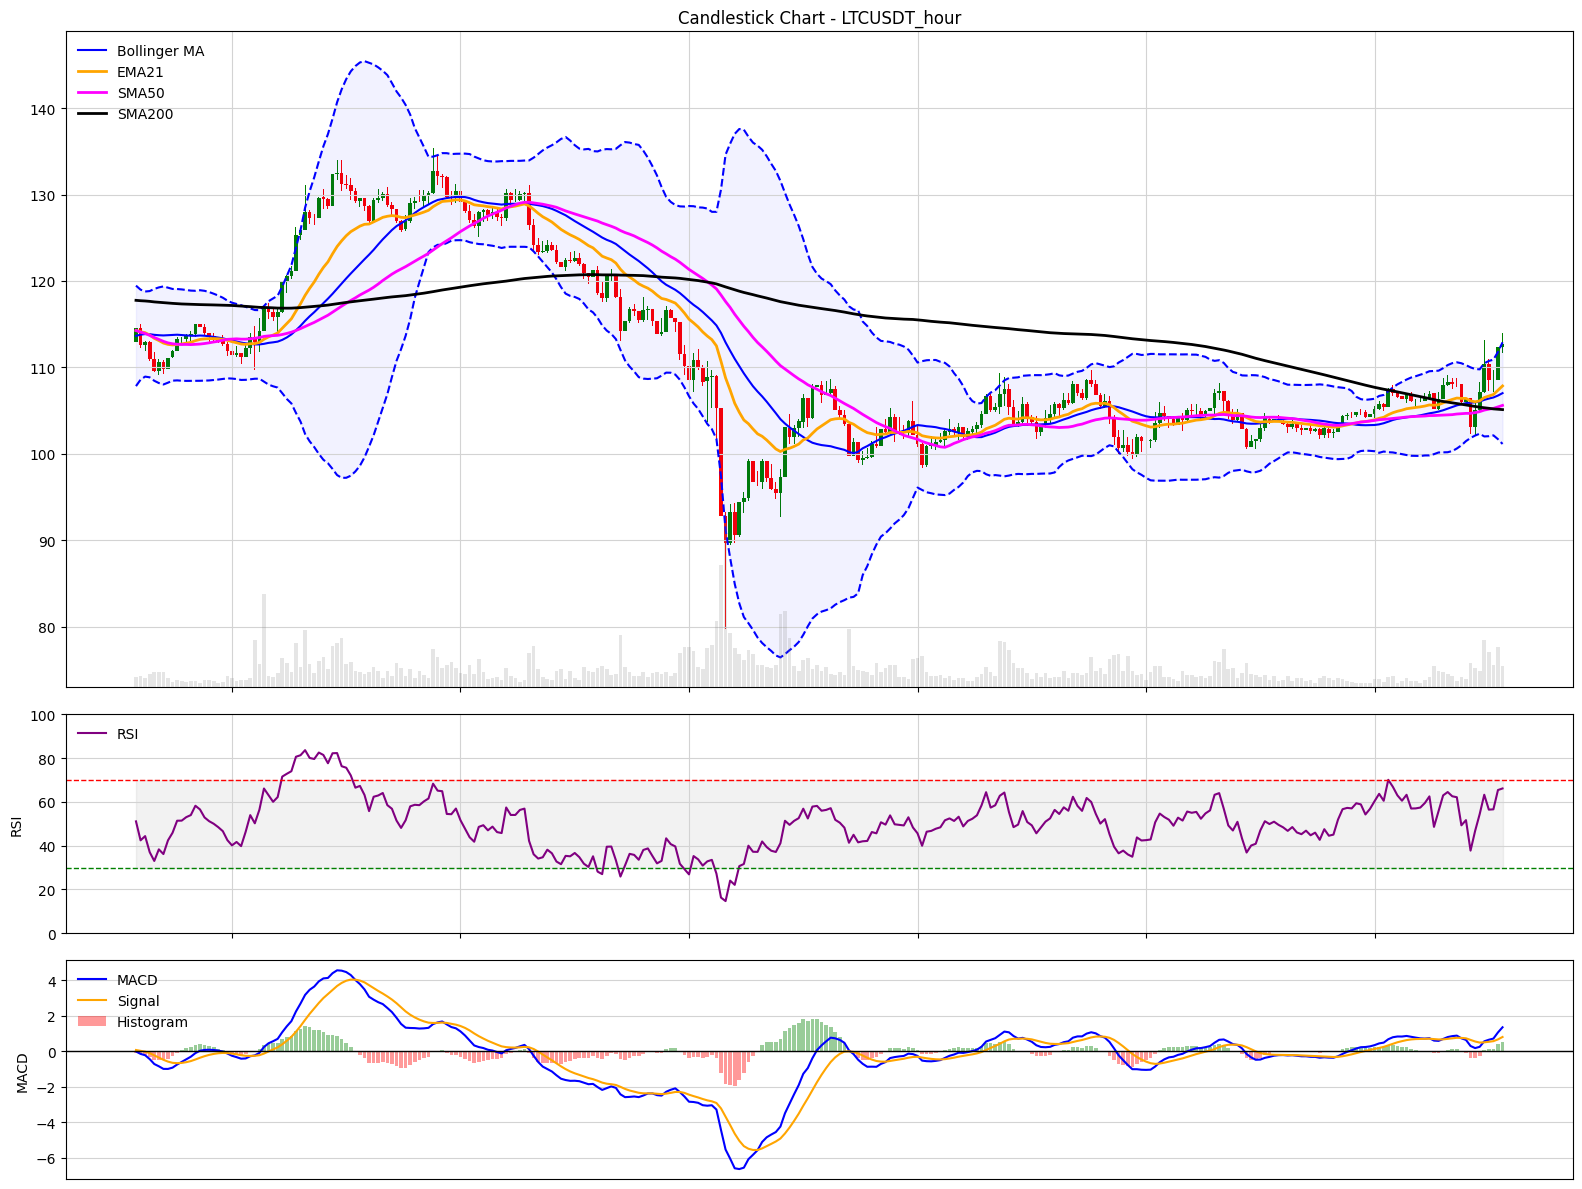 Candlestick Chart - LTCUSDT_hour
Bollinger MA
EMA21
SMA50
SMA200
140
130
120
110
100
90
80
RSI
100
80
60
40
20
0
RSI
MACD
Signal
Histogram
4
2
0
−2
−4
−6
MACD